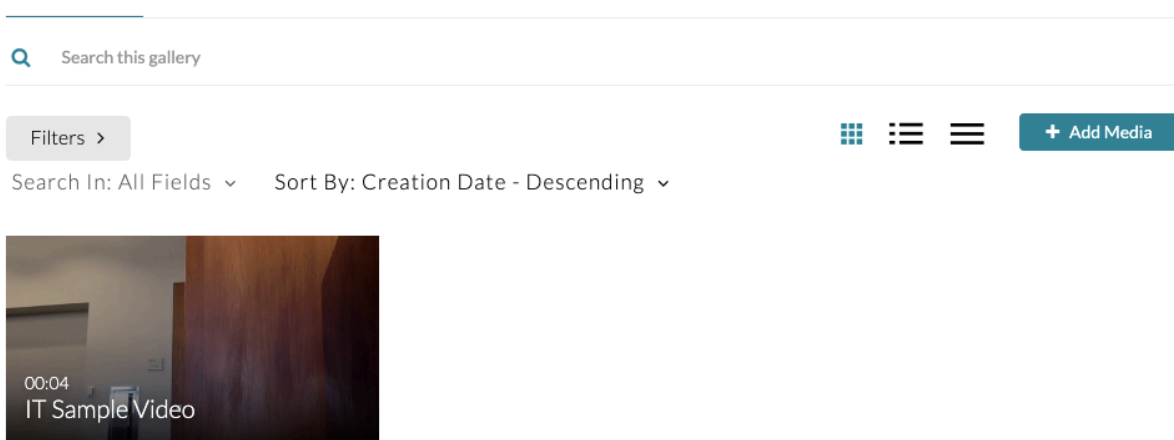 Search this gallery
Filters
+ Add Media
Search In: All Fields
Sort By: Creation Date - Descending
00:04
IT Sample Video